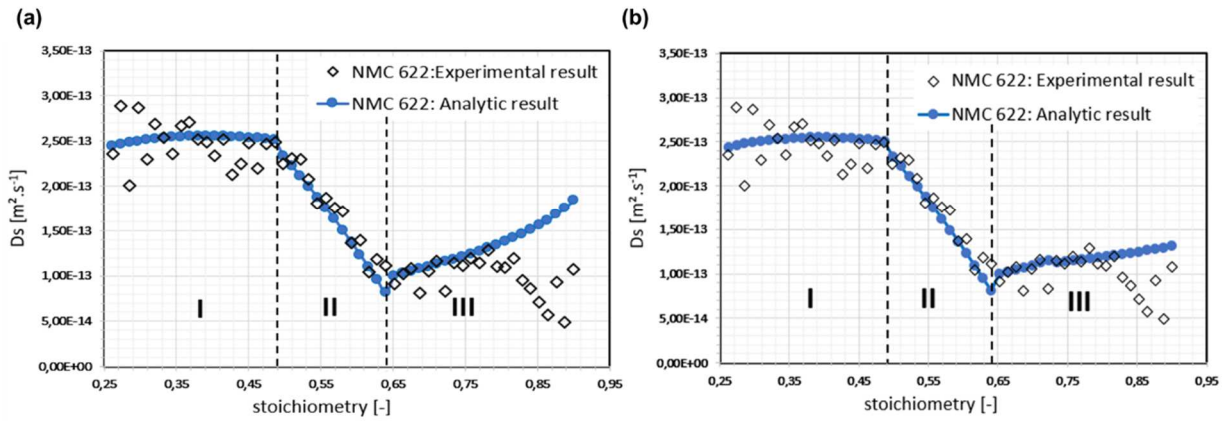 (a)
3,50E-13
3,00E-13
2,50E-13
2,00E-13
1,50E-13
1,00E-13
5,00E-14
0,00E+00
Ds [m².s⁻¹]
NMC 622:Experimental result
NMC 622: Analytic result
I
II
III
0,25
0,35
0,45
0,55
0,65
0,75
0,85
0,95
stoichiometry [-]
(b)
3,50E-13
3,00E-13
2,50E-13
2,00E-13
1,50E-13
1,00E-13
5,00E-14
0,00E+00
Ds [m².s⁻¹]
NMC 622: Experimental result
NMC 622: Analytic result
I
II
III
0,25
0,35
0,45
0,55
0,65
0,75
0,85
0,95
stoichiometry [-]